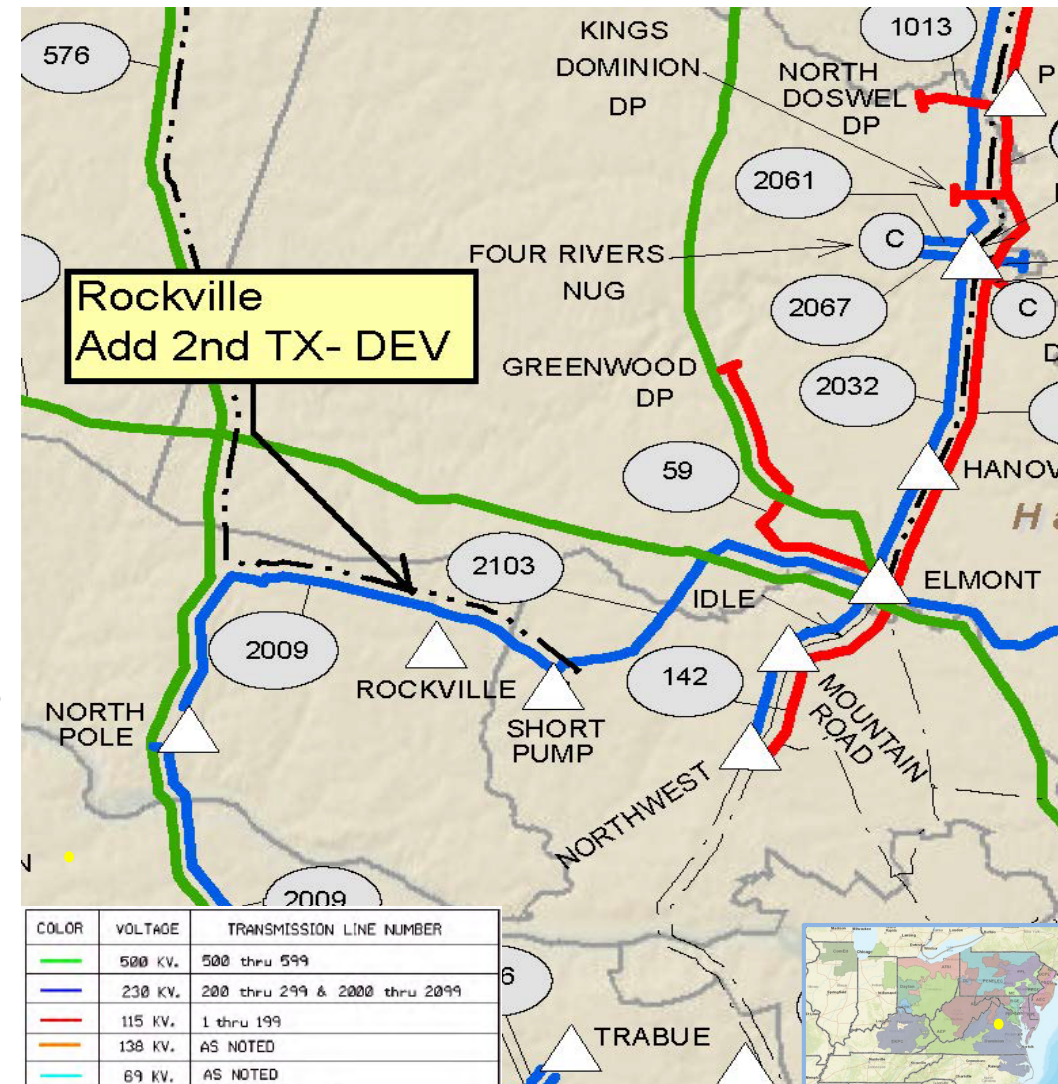 576
KINGS
DOMINION
DP
1013
NORTH
DOSWEL
DP
P
2061
C
FOUR RIVERS
NUG
2067
C
D
Rockville
Add 2nd TX- DEV
GREENWOOD
DP
2032
HANOV
59
H
2103
ELMONT
IDLE
2009
142
ROCKVILLE
NORTH
POLE
SHORT
PUMP
MOUNTAIN
ROAD
NORTHWEST
N
2009
COLOR VOLTAGE TRANSMISSION LINE NUMBER
500 KV. 500 thru 599
230 KV. 200 thru 299 & 2000 thru 2099
115 KV. 1 thru 199
138 KV. AS NOTED
69 KV. AS NOTED
6
TRABUE